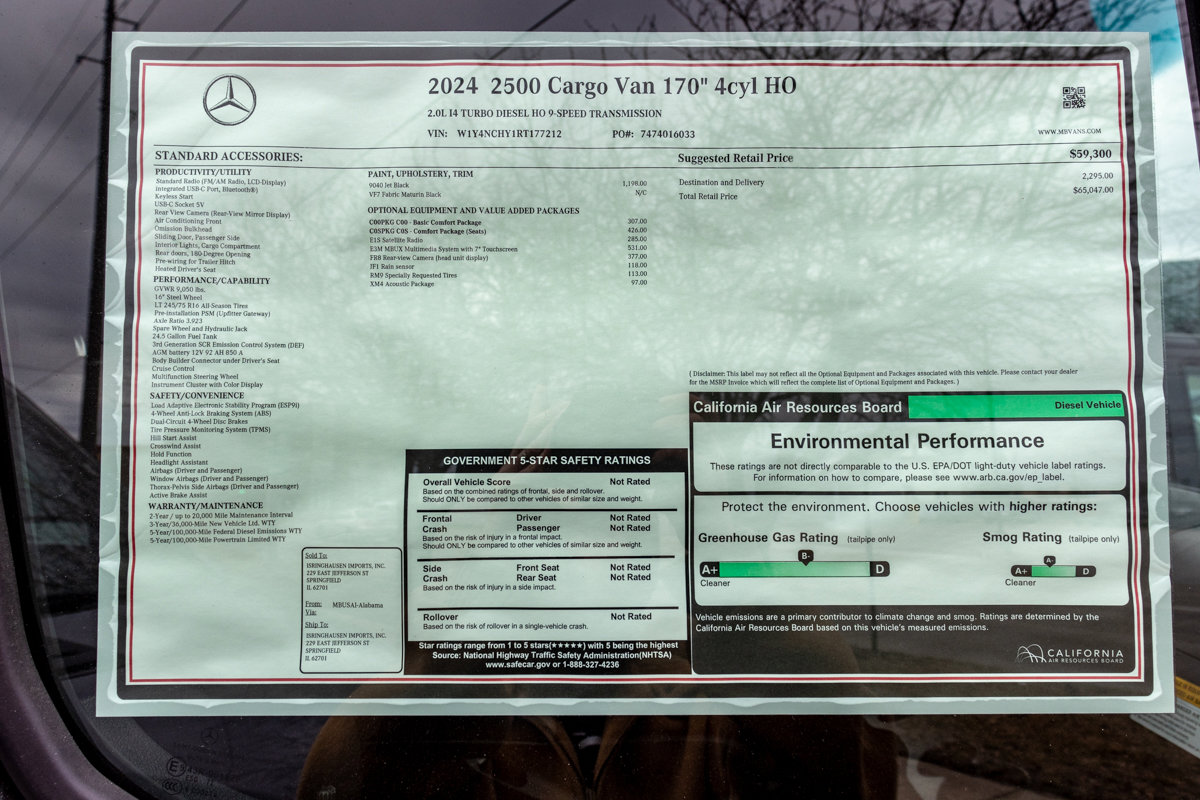 2024 2500 Cargo Van 170" 4cyl HO
2.0L I4 TURBO DIESEL HO 9-SPEED TRANSMISSION
VIN: W1Y4NCHY1RT177212 PO#: 7474016033
WWW.MBVANS.COM
STANDARD ACCESSORIES:
Suggested Retail Price $59,300
PRODUCTIVITY/UTILITY
Standard Radio (FM/AM Radio, LCD-Display)
Integrated USB-C Port, Bluetooth®)
Keyless Start
USB-C Socket 5V
Rear View Camera (Rear-View Mirror Display)
Air Conditioning Front
Omission Bulkhead
Sliding Door, Passenger Side
Interior Lights, Cargo Compartment
Rear doors, 180-Degree Opening
Pre-wiring for Trailer Hitch
Heated Driver's Seat
PERFORMANCE/CAPABILITY
GVWR 9,050 lbs.
16" Steel Wheel
LT 245/75 R16 All-Season Tires
Pre-installation PSM (Upfitter Gateway)
Axle Ratio 3.923
Spare Wheel and Hydraulic Jack
24.5 Gallon Fuel Tank
3rd Generation SCR Emission Control System (DEF)
AGM battery 12V 92 AH 850 A
Body Builder Connector under Driver's Seat
Cruise Control
Multifunction Steering Wheel
Instrument Cluster with Color Display
SAFETY/CONVENIENCE
Load Adaptive Electronic Stability Program (ESP9I)
4-Wheel Anti-Lock Braking System (ABS)
Dual-Circuit 4-Wheel Disc Brakes
Tire Pressure Monitoring System (TPMS)
Hill Start Assist
Crosswind Assist
Hold Function
Headlight Assistant
Airbags (Driver and Passenger)
Window Airbags (Driver and Passenger)
Thorax-Pelvis Side Airbags (Driver and Passenger)
Active Brake Assist
WARRANTY/MAINTENANCE
2-Year / up to 20,000 Mile Maintenance Interval
3-Year/36,000-Mile New Vehicle Ltd. WTY
5-Year/100,000-Mile Federal Diesel Emissions WTY
5-Year/100,000-Mile Powertrain Limited WTY
PAINT, UPHOLSTERY, TRIM
9040 Jet Black 1,198.00
VF7 Fabric Maturin Black N/C
OPTIONAL EQUIPMENT AND VALUE ADDED PACKAGES
C00PKG C00 - Basic Comfort Package 307.00
C0SPKG C0S - Comfort Package (Seats) 426.00
E1S Satellite Radio 285.00
E3M MBUX Multimedia System with 7" Touchscreen 531.00
FR8 Rear-view Camera (head unit display) 377.00
JF1 Rain sensor 118.00
RM9 Specially Requested Tires 113.00
XM4 Acoustic Package 97.00
Destination and Delivery 2,295.00
Total Retail Price $65,047.00
( Disclaimer: This label may not reflect all the Optional Equipment and Packages associated with this vehicle. Please contact your dealer
for the MSRP Invoice which will reflect the complete list of Optional Equipment and Packages. )
Sold To:
ISRINGHAUSEN IMPORTS, INC.
229 EAST JEFFERSON ST
SPRINGFIELD
IL 62701
From: MBUSAI-Alabama
Via:
Ship To:
ISRINGHAUSEN IMPORTS, INC.
229 EAST JEFFERSON ST
SPRINGFIELD
IL 62701
GOVERNMENT 5-STAR SAFETY RATINGS
Overall Vehicle Score Not Rated
Based on the combined ratings of frontal, side and rollover.
Should ONLY be compared to other vehicles of similar size and weight.
Frontal Driver Not Rated
Crash Passenger Not Rated
Based on risk of injury in a frontal impact.
Should ONLY be compared to other vehicles of similar size and weight.
Side Front Seat Not Rated
Crash Rear Seat Not Rated
Based on the risk of injury in a side impact.
Rollover Not Rated
Based on the risk of rollover in a single-vehicle crash.
Star ratings range from 1 to 5 stars(★★★★★) with 5 being the highest
Source: National Highway Traffic Safety Administration(NHTSA)
www.safecar.gov or 1-888-327-4236
California Air Resources Board Diesel Vehicle
Environmental Performance
These ratings are not directly comparable to the U.S. EPA/DOT light-duty vehicle label ratings.
For information on how to compare, please see www.arb.ca.gov/ep_label.
Protect the environment. Choose vehicles with higher ratings:
Greenhouse Gas Rating (tailpipe only) Smog Rating (tailpipe only)
B- A-
A+ D A+ D
Cleaner Cleaner
Vehicle emissions are a primary contributor to climate change and smog. Ratings are determined by the
California Air Resources Board based on this vehicle's measured emissions.
CALIFORNIA
AIR RESOURCES BOARD